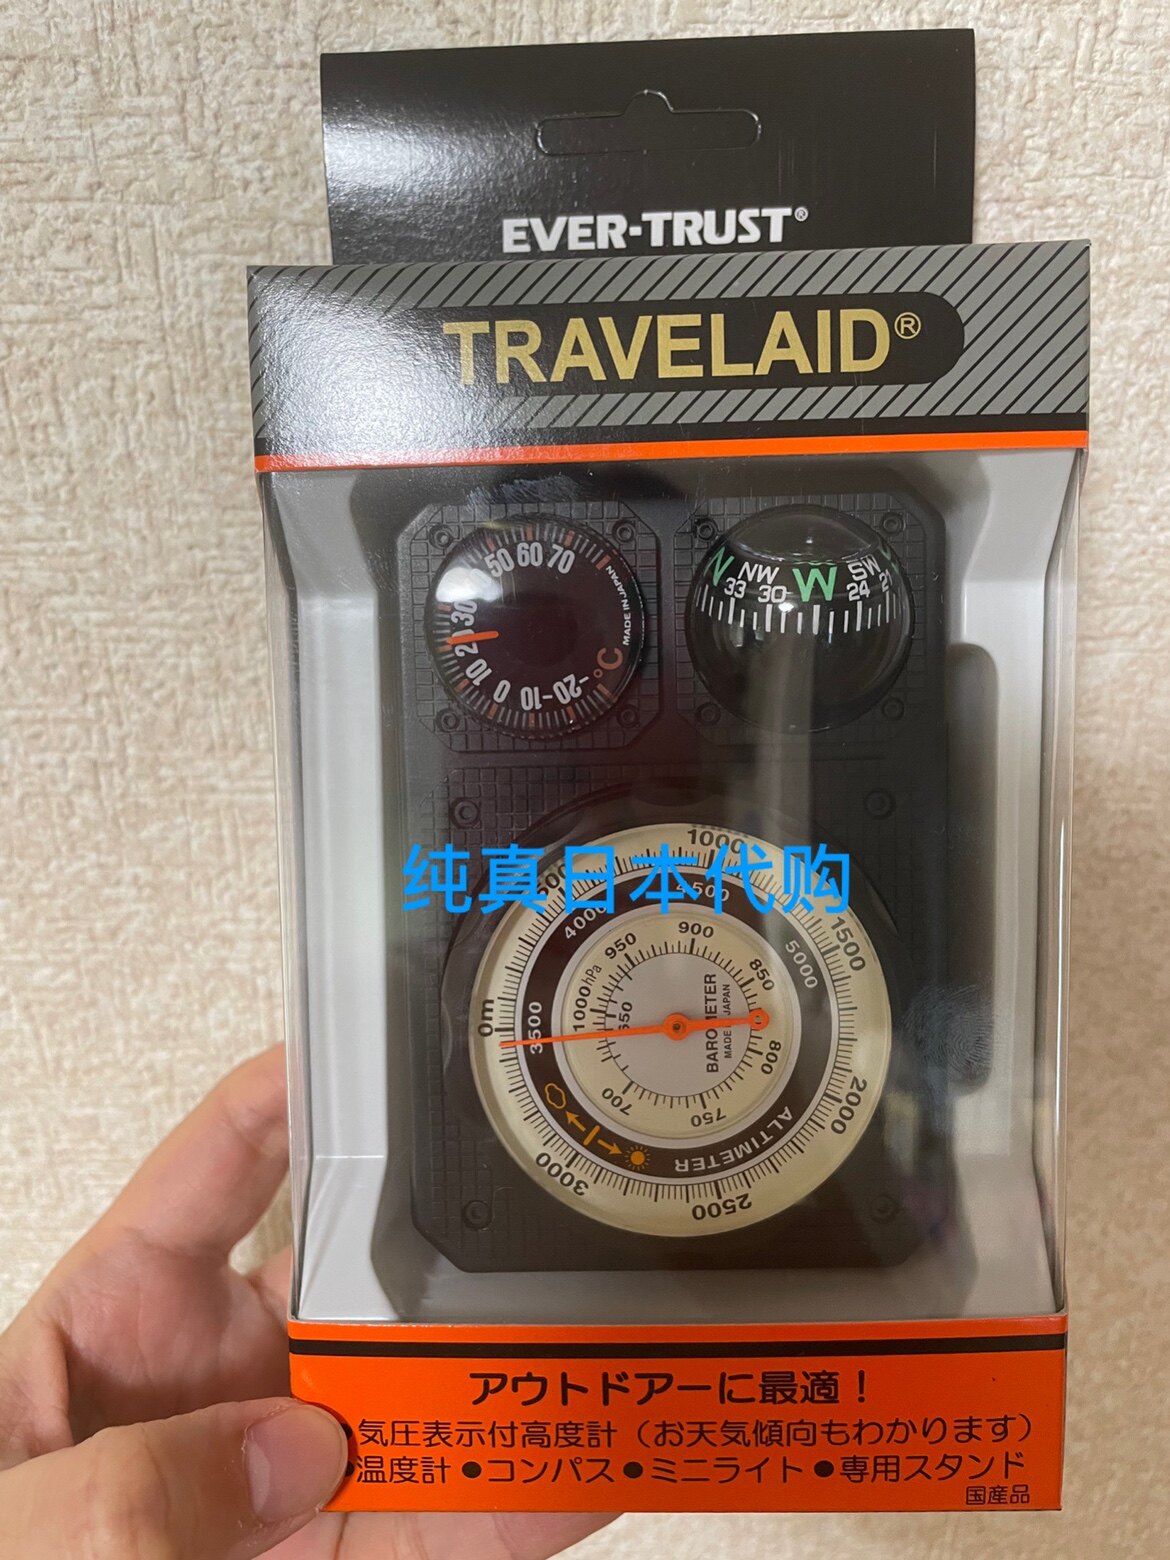 EVER-TRUST®
TRAVELAID®
50 60 70
30
20
10
0
-10
-20
°C
MADE IN JAPAN
N NW W SW
33 30 24 21
纯真日本代购
0m
1000
1500
2000
2500
3000
3500
4000
4500
5000
1000hPa
950
900
850
800
750
700
650
BAROMETER
MADE JAPAN
ALTIMETER
アウトドアーに最適!
●気圧表示付高度計(お天気傾向もわかります)
●温度計●コンパス●ミニライト●専用スタンド
国産品